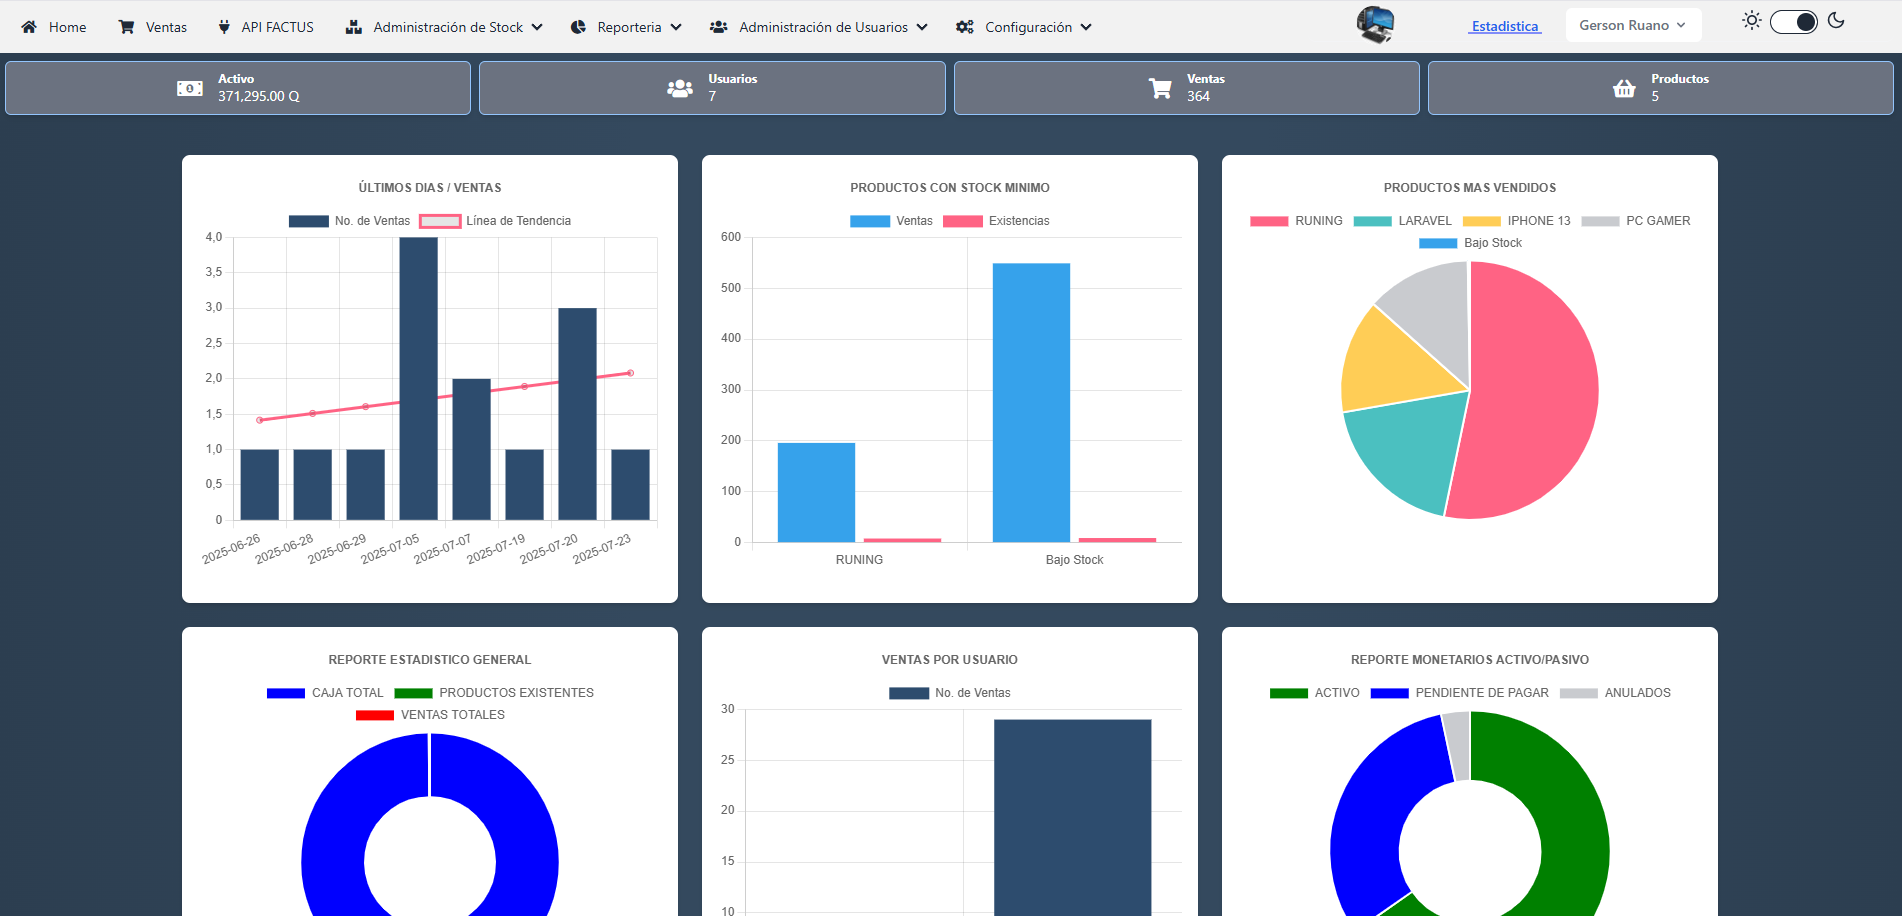 Home Ventas API FACTUS Administración de Stock Reporteria Administración de Usuarios Configuración Estadistica Gerson Ruano
Activo
371,295.00 Q
Usuarios
7
Ventas
364
Productos
5
ÚLTIMOS DIAS / VENTAS
No. de Ventas Línea de Tendencia
4,0
3,5
3,0
2,5
2,0
1,5
1,0
0,5
0
2025-06-26 2025-06-28 2025-06-29 2025-07-05 2025-07-07 2025-07-19 2025-07-20 2025-07-23
PRODUCTOS CON STOCK MINIMO
Ventas Existencias
600
500
400
300
200
100
0
RUNING Bajo Stock
PRODUCTOS MAS VENDIDOS
RUNING LARAVEL IPHONE 13 PC GAMER
Bajo Stock
REPORTE ESTADISTICO GENERAL
CAJA TOTAL PRODUCTOS EXISTENTES
VENTAS TOTALES
VENTAS POR USUARIO
No. de Ventas
30
25
20
15
10
REPORTE MONETARIOS ACTIVO/PASIVO
ACTIVO PENDIENTE DE PAGAR ANULADOS